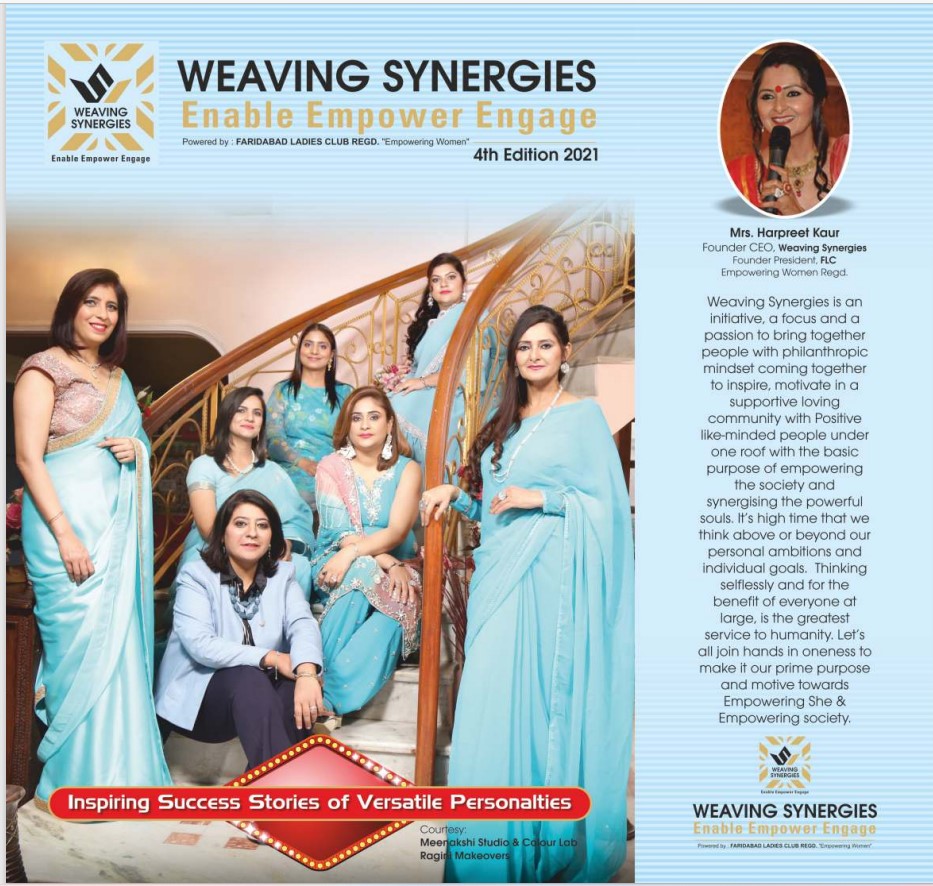 WEAVING
SYNERGIES
Enable Empower Engage
WEAVING SYNERGIES
Enable Empower Engage
Powered by : FARIDABAD LADIES CLUB REGD. "Empowering Women"
4th Edition 2021
Inspiring Success Stories of Versatile Personalties
Courtesy:
Meenakshi Studio & Colour Lab
Ragini Makeovers
Mrs. Harpreet Kaur
Founder CEO, Weaving Synergies
Founder President, FLC
Empowering Women Regd.
Weaving Synergies is an
initiative, a focus and a
passion to bring together
people with philanthropic
mindset coming together
to inspire, motivate in a
supportive loving
community with Positive
like-minded people under
one roof with the basic
purpose of empowering
the society and
synergising the powerful
souls. It's high time that we
think above or beyond our
personal ambitions and
individual goals. Thinking
selflessly and for the
benefit of everyone at
large, is the greatest
service to humanity. Let's
all join hands in oneness to
make it our prime purpose
and motive towards
Empowering She &
Empowering society.
WEAVING
SYNERGIES
Enable Empower Engage
WEAVING SYNERGIES
Enable Empower Engage
Powered by : FARIDABAD LADIES CLUB REGD. "Empowering Women"